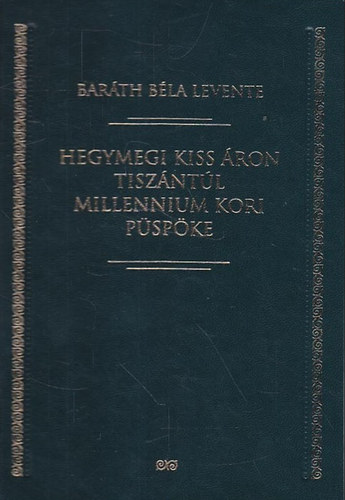 BARÁTH BÉLA LEVENTE
HEGYMEGI KISS ÁRON
TISZÁNTÚL
MILLENNIUM KORI
PÜSPÖKE